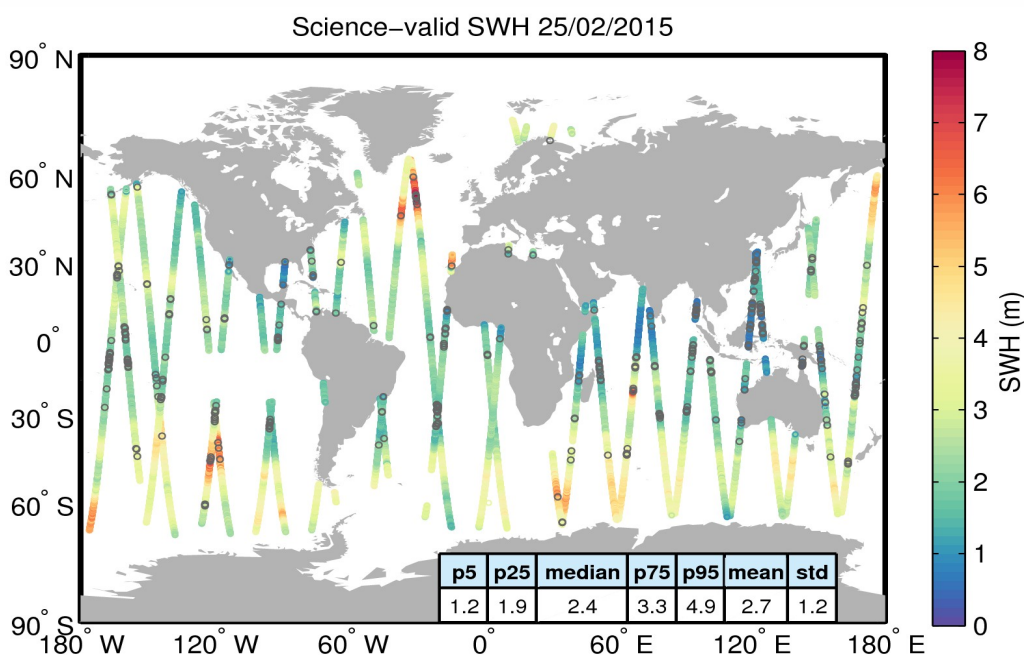 Science−valid SWH 25/02/2015
90° N
60° N
30° N
0°
30° S
60° S
90° S
180° W
120° W
60° W
0°
60° E
120° E
180° E
p5 p25 median p75 p95 mean std
1.2 1.9 2.4 3.3 4.9 2.7 1.2
8
7
6
5
4
3
2
1
0
SWH (m)